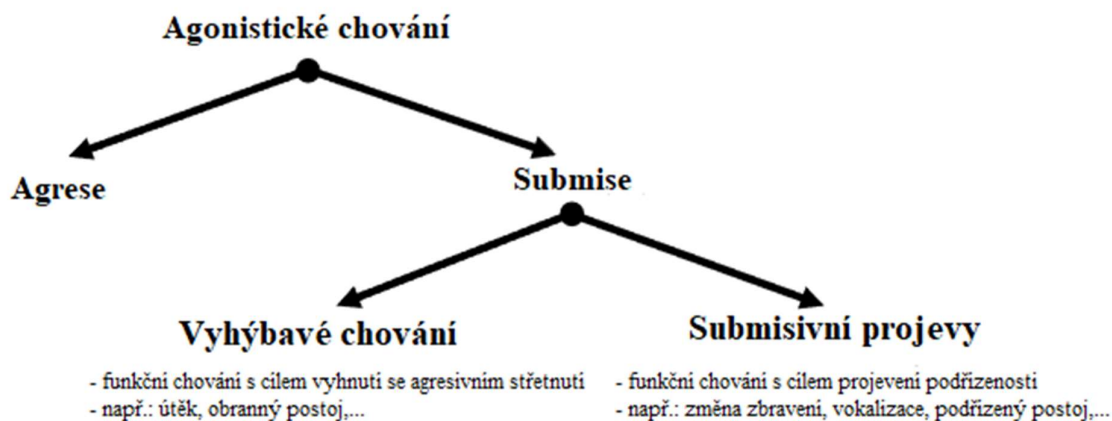 Agonistické chování
Agrese
Submise
Vyhýbavé chování
- funkční chování s cílem vyhnutí se agresivním střetnutí
- např.: útěk, obranný postoj,...
Submisivní projevy
- funkční chování s cílem projevení podřízenosti
- např.: změna zbravení, vokalizace, podřízený postoj,...